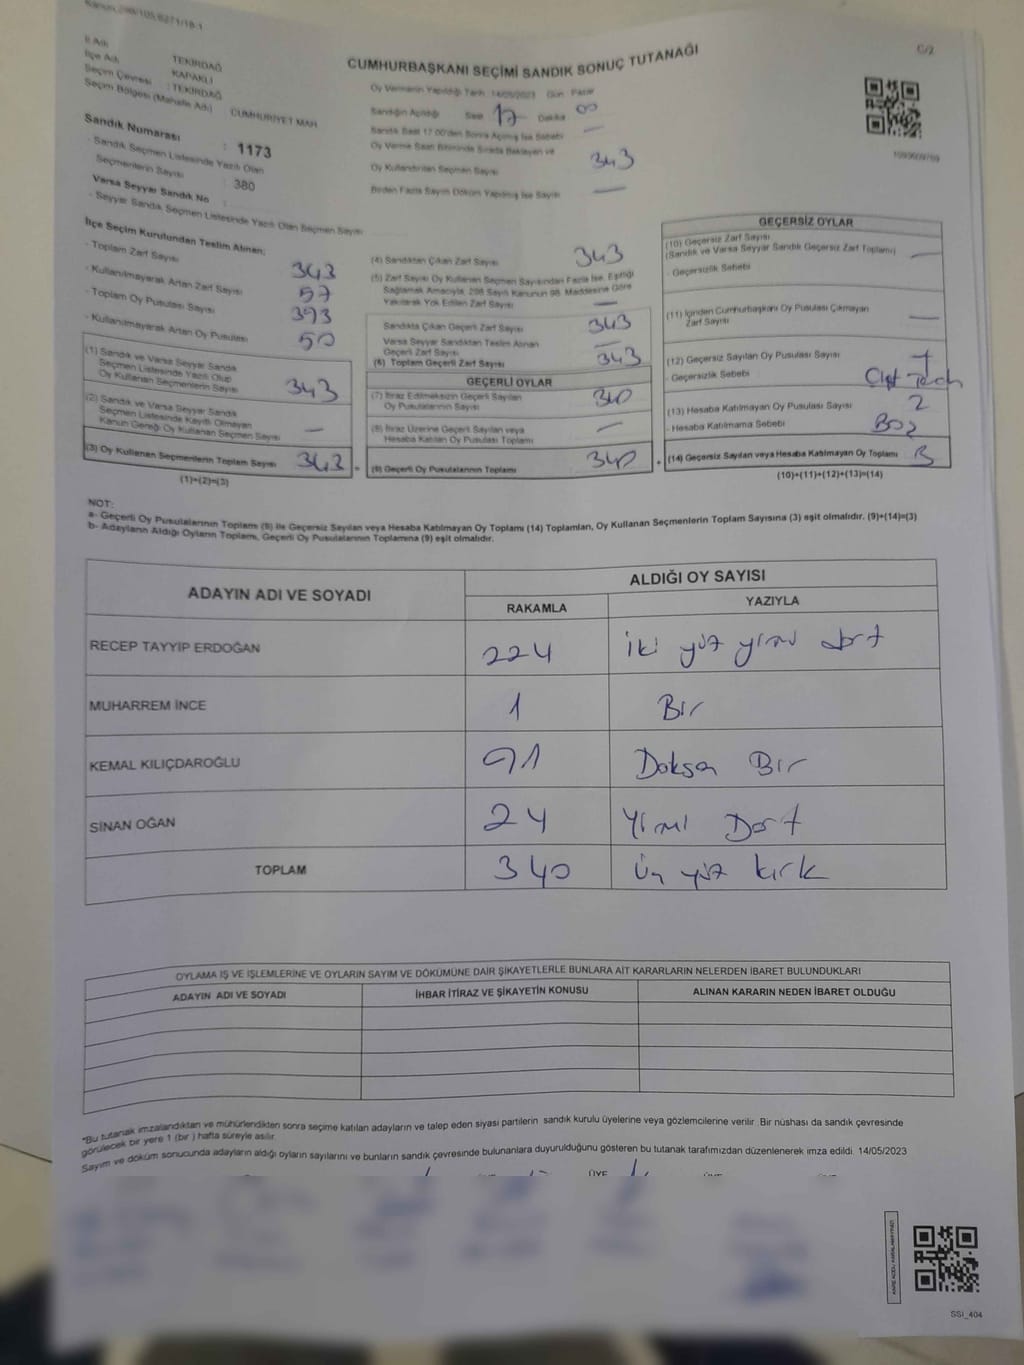 Kanun_298/105,6271/18-1
C/2
CUMHURBAŞKANI SEÇİMİ SANDIK SONUÇ TUTANAĞI
İl Adı TEKİRDAĞ
İlçe Adı KAPAKLI
Seçim Çevresi : TEKİRDAĞ
Seçim Bölgesi (Mahalle Adı) CUMHURİYET MAH
Sandık Numarası : 1173
- Sandık Seçmen Listesinde Yazılı Olan
Seçmenlerin Sayısı : 380
Varsa Seyyar Sandık No :
- Seyyar Sandık Seçmen Listesinde Yazılı Olan Seçmen Sayısı
Oy Vermenin Yapıldığı Tarih 14/05/2023 Gün Pazar
Sandığın Açıldığı Saat 17 Dakika 00
Sandık Saat 17.00'den Sonra Açılmış İse Sebebi —
Oy Verme Saati Bitiminde Sırada Bekleyen ve
Oy Kullandırılan Seçmen Sayısı 343
Birden Fazla Sayım Döküm Yapılmış İse Sayısı —
1093609769
İlçe Seçim Kurulundan Teslim Alınan;
- Toplam Zarf Sayısı 343
- Kullanılmayarak Artan Zarf Sayısı 57
- Toplam Oy Pusulası Sayısı 393
- Kullanılmayarak Artan Oy Pusulası 50
(1) Sandık ve Varsa Seyyar Sandık
Seçmen Listesinde Yazılı Olup
Oy Kullanan Seçmenlerin Sayısı 343
(2) Sandık ve Varsa Seyyar Sandık
Seçmen Listesinde Kayıtlı Olmayan
Kanun Gereği Oy Kullanan Seçmen Sayısı —
(3) Oy Kullanan Seçmenlerin Toplam Sayısı 343
(1)+(2)=(3)
(4) Sandıktan Çıkan Zarf Sayısı 343
(5) Zarf Sayısı Oy Kullanan Seçmen Sayısından Fazla İse, Eşitliği
Sağlamak Amacıyla, 298 Sayılı Kanunun 98. Maddesine Göre
Yakılarak Yok Edilen Zarf Sayısı —
Sandıkta Çıkan Geçerli Zarf Sayısı 343
Varsa Seyyar Sandıktan Teslim Alınan
Geçerli Zarf Sayısı —
(6) Toplam Geçerli Zarf Sayısı 343
GEÇERLİ OYLAR
(7) İtiraz Edilmeksizin Geçerli Sayılan
Oy Pusulalarının Sayısı 340
(8) İtiraz Üzerine Geçerli Sayılan veya
Hesaba Katılan Oy Pusulası Toplamı —
(9) Geçerli Oy Pusulalarının Toplamı 340
GEÇERSİZ OYLAR
(10) Geçersiz Zarf Sayısı
(Sandık ve Varsa Seyyar Sandık Geçersiz Zarf Toplamı) —
- Geçersizlik Sebebi
(11) İçinden Cumhurbaşkanı Oy Pusulası Çıkmayan
Zarf Sayısı —
(12) Geçersiz Sayılan Oy Pusulası Sayısı 1
- Geçersizlik Sebebi
(13) Hesaba Katılmayan Oy Pusulası Sayısı 2
- Hesaba Katılmama Sebebi Boş
(14) Geçersiz Sayılan veya Hesaba Katılmayan Oy Toplamı 3
(10)+(11)+(12)+(13)=(14)
NOT:
a- Geçerli Oy Pusulalarının Toplamı (9) ile Geçersiz Sayılan veya Hesaba Katılmayan Oy Toplamı (14) Toplamları, Oy Kullanan Seçmenlerin Toplam Sayısına (3) eşit olmalıdır. (9)+(14)=(3)
b- Adayların Aldığı Oyların Toplamı, Geçerli Oy Pusulalarının Toplamına (9) eşit olmalıdır.
ADAYIN ADI VE SOYADI ALDIĞI OY SAYISI
RAKAMLA YAZIYLA
RECEP TAYYİP ERDOĞAN 224 iki yüz yirmi dört
MUHARREM İNCE 1 Bir
KEMAL KILIÇDAROĞLU 91 Doksan Bir
SİNAN OĞAN 24 Yirmi Dört
TOPLAM 340 Üç yüz kırk
OYLAMA İŞ VE İŞLEMLERİNE VE OYLARIN SAYIM VE DÖKÜMÜNE DAİR ŞİKAYETLERLE BUNLARA AİT KARARLARIN NELERDEN İBARET BULUNDUKLARI
ADAYIN ADI VE SOYADI İHBAR İTİRAZ VE ŞİKAYETİN KONUSU ALINAN KARARIN NEDEN İBARET OLDUĞU
*Bu tutanak imzalandıktan ve mühürlendikten sonra seçime katılan adayların ve talep eden siyasi partilerin sandık kurulu üyelerine veya gözlemcilerine verilir. Bir nüshası da sandık çevresinde
görülecek bir yere 1 (bir ) hafta süreyle asılır.
Sayım ve döküm sonucunda adayların aldığı oyların sayılarını ve bunların sandık çevresinde bulunanlara duyurulduğunu gösteren bu tutanak tarafımızdan düzenlenerek imza edildi. 14/05/2023
ÜYE
SSI_404